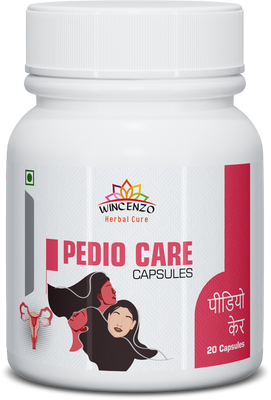 WINCENZO
Herbal Cure
PEDIO CARE
CAPSULES
पीडियो
केर
20 Capsules